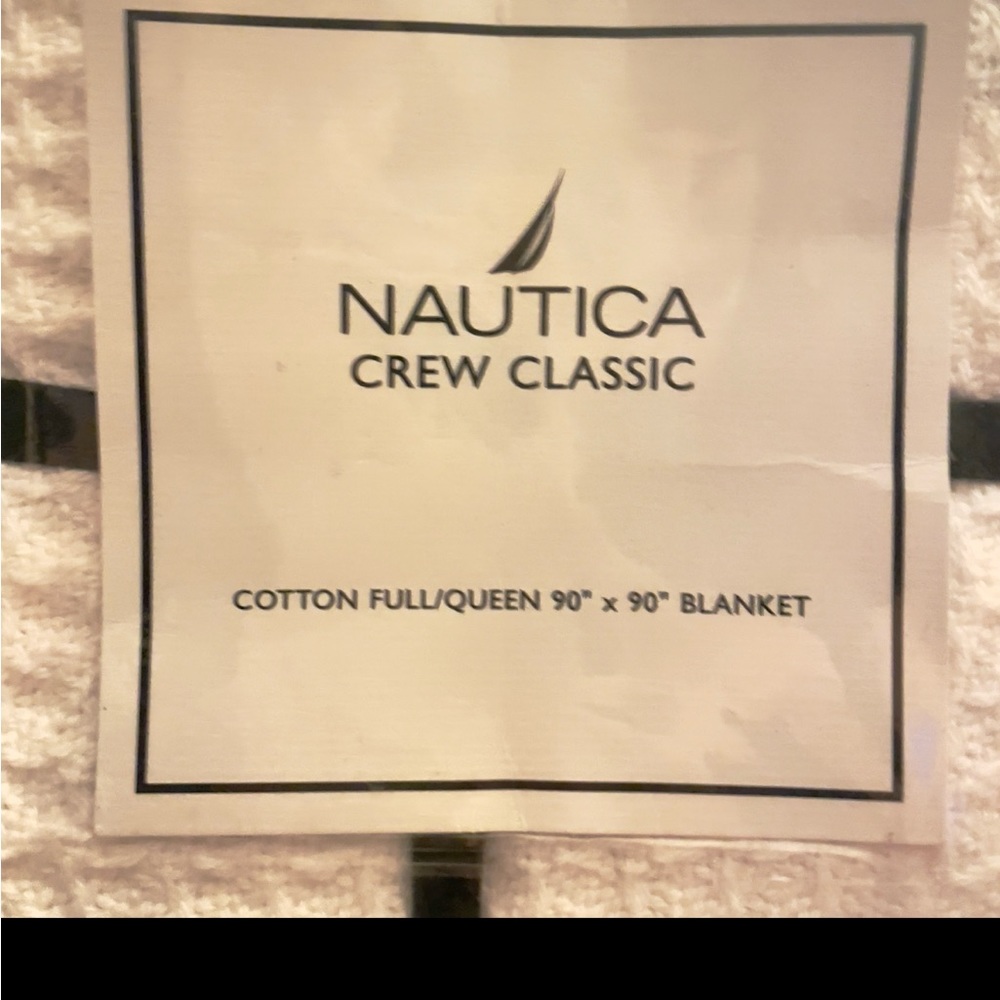 NAUTICA
CREW CLASSIC
COTTON FULL/QUEEN 90" x 90" BLANKET